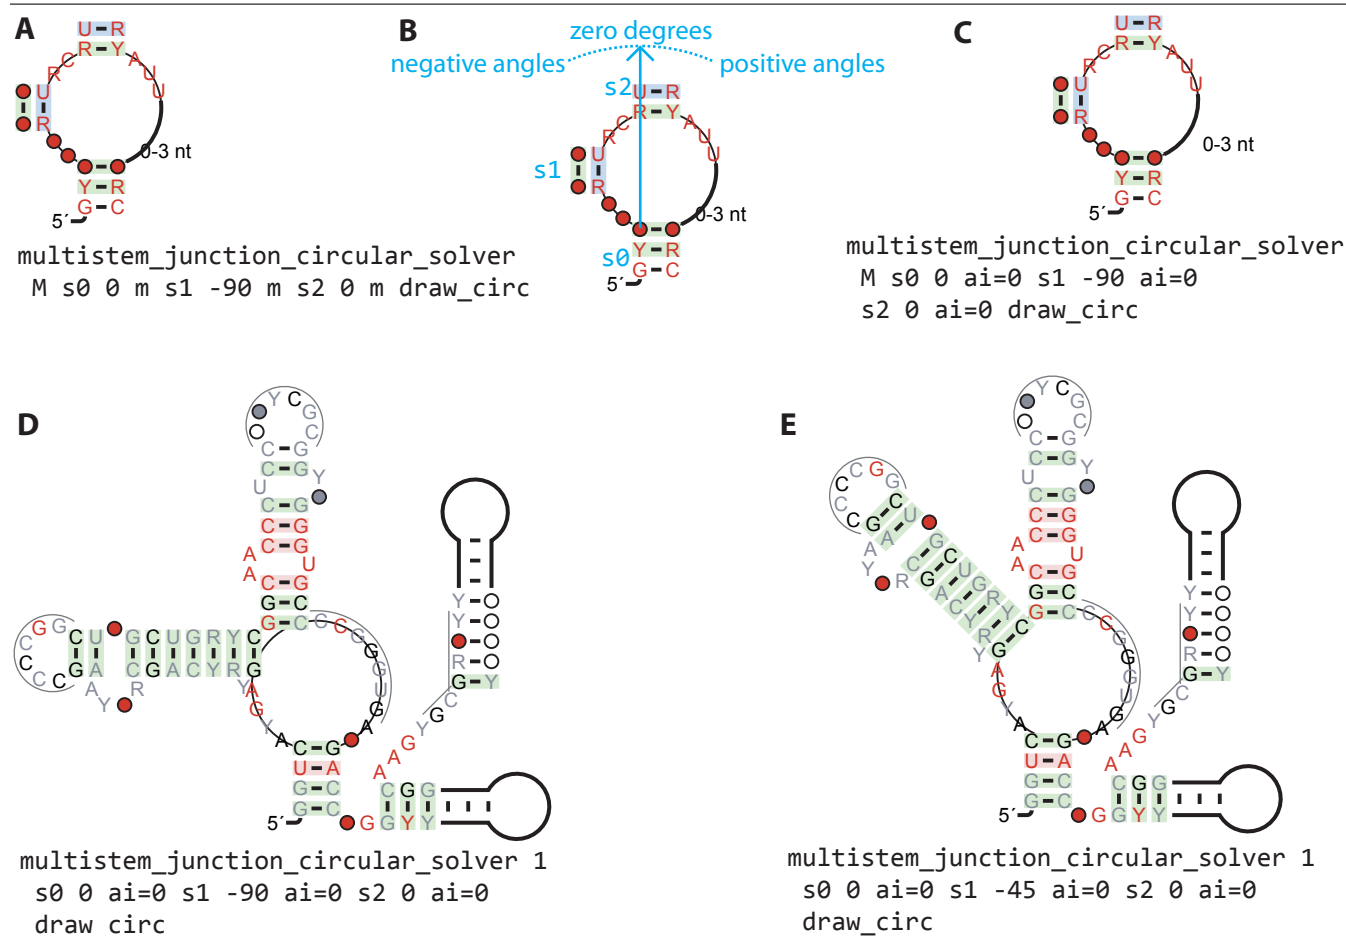 A
U R
R Y
C A
R U
U U
R
0-3 nt
Y R
G C
5´
multistem_junction_circular_solver
M s0 0 m s1 -90 m s2 0 m draw_circ
B
zero degrees
negative angles
positive angles
s2
U R
R Y
C A
R U
U U
s1
R
0-3 nt
s0
Y R
G C
5´
C
U R
R Y
C A
R U
U U
R
0-3 nt
Y R
G C
5´
multistem_junction_circular_solver
M s0 0 ai=0 s1 -90 ai=0
s2 0 ai=0 draw_circ
D
Y C
G
C
C G
C G
U Y
C G
C G
A C G
A U
C G
G C
G C C C G G G U G A
C C C C G G
C U G C U G R Y C
G A C G A C Y R Y
A Y R
A G Y A
C G
U A
G C
G C
5´
G
G Y Y
C G G
A A G Y G C
G Y
R
Y
Y
multistem_junction_circular_solver 1
s0 0 ai=0 s1 -90 ai=0 s2 0 ai=0
draw circ
E
Y C
G
C
C G
C G
U Y
C G
C G
A C G
A U
C G
G C
C C G G G U G A
C C C G G
C U G C U G R Y C
G A C G A C Y R Y G
A Y R
A G Y A
C G
U A
G C
G C
5´
G
G Y Y
C G G
A A G Y G C
G Y
R
Y
Y
multistem_junction_circular_solver 1
s0 0 ai=0 s1 -45 ai=0 s2 0 ai=0
draw_circ